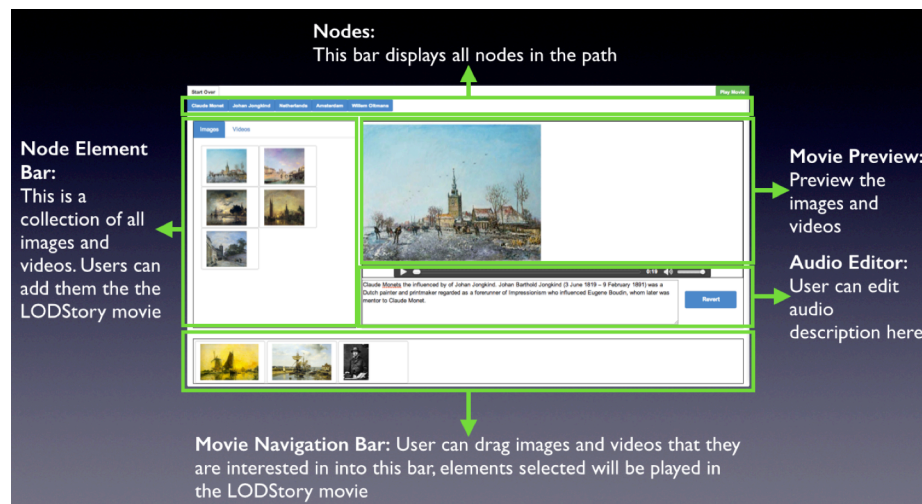 Nodes:
This bar displays all nodes in the path
Start Over
Play Movie
Claude Monet Johan Jongkind Netherlands Amsterdam Willem Oltmans
Images Videos
Node Element
Bar:
This is a
collection of all
images and
videos. Users can
add them the the
LODStory movie
Movie Preview:
Preview the
images and
videos
0:19
Claude Monets the influenced by of Johan Jongkind. Johan Barthold Jongkind (3 June 1819 – 9 February 1891) was a
Dutch painter and printmaker regarded as a forerunner of Impressionism who influenced Eugene Boudin, whom later was
mentor to Claude Monet.
Revert
Audio Editor:
User can edit
audio
description here
Movie Navigation Bar: User can drag images and videos that they
are interested in into this bar, elements selected will be played in
the LODStory movie